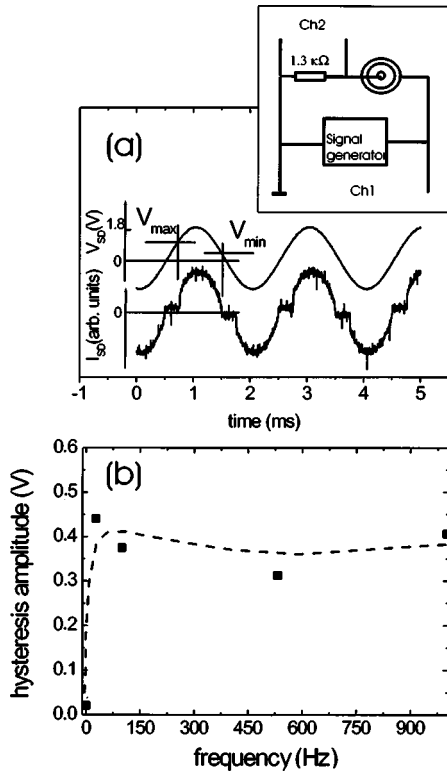 Ch2
1.3 κΩ
Signal
generator
Ch1
(a)
V_max
V_min
V_SD(V)
1.8
0
I_SD(arb. units)
0
-1 0 1 2 3 4 5
time (ms)
(b)
hysteresis amplitude (V)
0.6
0.5
0.4
0.3
0.2
0.1
0.0
0 150 300 450 600 750 900
frequency (Hz)